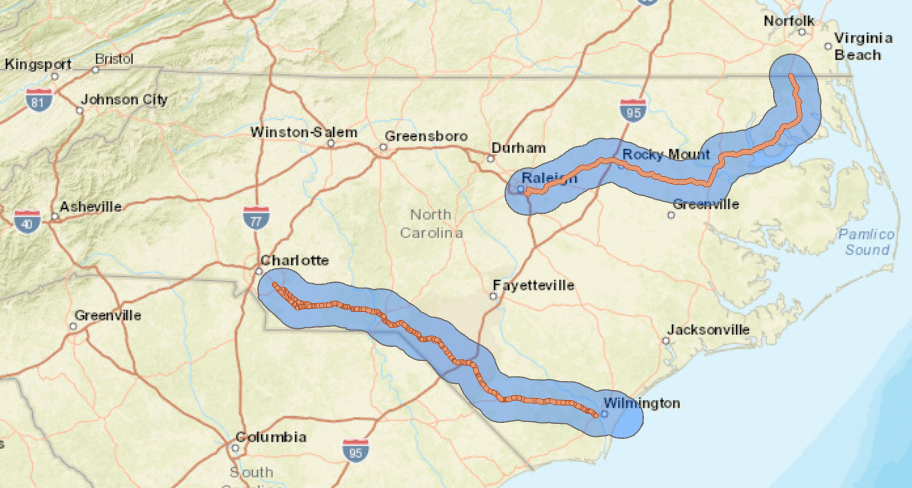 Norfolk
Virginia
Beach
Kingsport
Bristol
81
Johnson City
95
Winston-Salem
Greensboro
Durham
Rocky Mount
Raleigh
Asheville
40
77
North
Carolina
Greenville
Pamlico
Sound
Charlotte
Fayetteville
Greenville
Jacksonville
Wilmington
Columbia
95
South